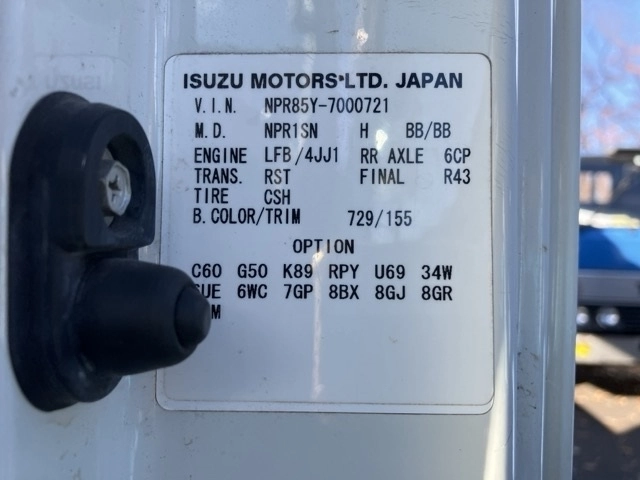 ISUZU MOTORS LTD. JAPAN
V.I.N. NPR85Y-7000721
M.D. NPR1SN H BB/BB
ENGINE LFB/4JJ1 RR AXLE 6CP
TRANS. RST FINAL R43
TIRE CSH
B.COLOR/TRIM 729/155
OPTION
C60 G50 K89 RPY U69 34W
6WC 7GP 8BX 8GJ 8GR